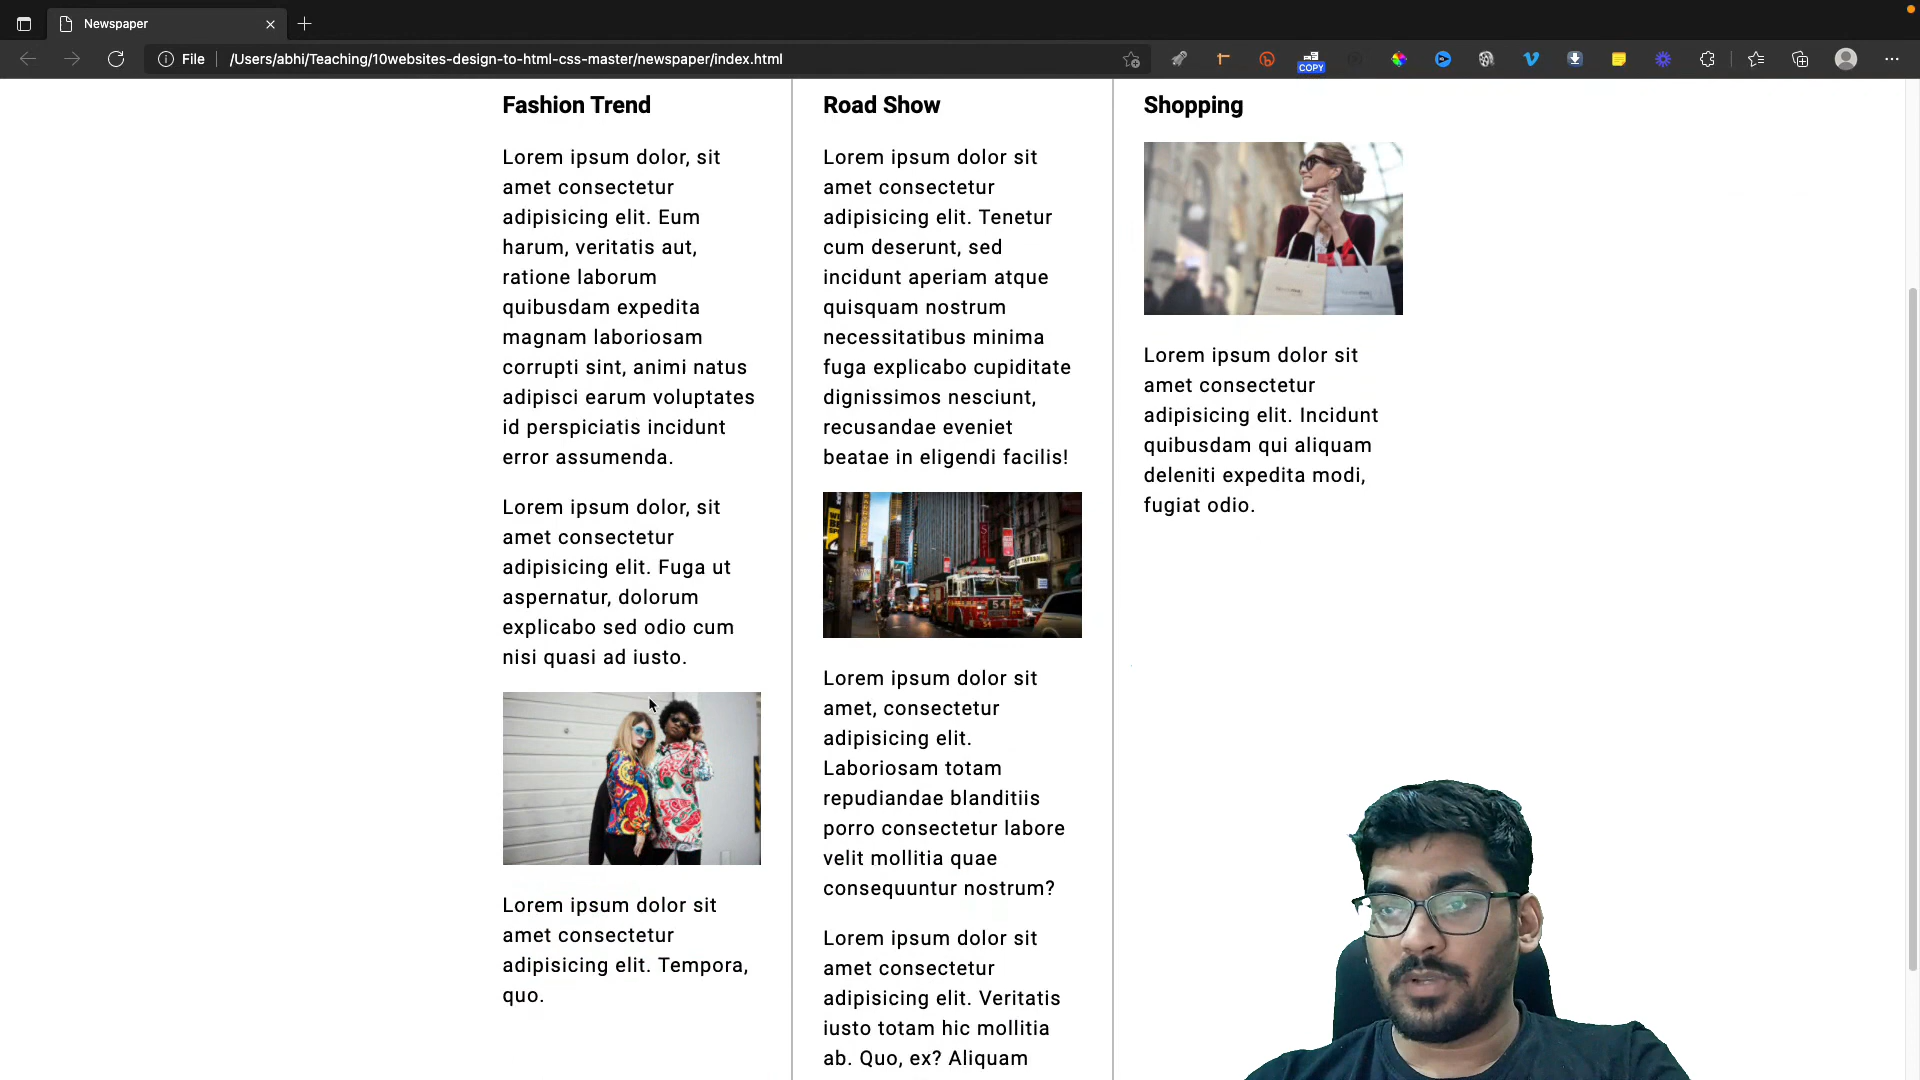 Newspaper
File
/Users/abhi/Teaching/10websites-design-to-html-css-master/newspaper/index.html
COPY
Fashion Trend
Lorem ipsum dolor, sit
amet consectetur
adipisicing elit. Eum
harum, veritatis aut,
ratione laborum
quibusdam expedita
magnam laboriosam
corrupti sint, animi natus
adipisci earum voluptates
id perspiciatis incidunt
error assumenda.
Lorem ipsum dolor, sit
amet consectetur
adipisicing elit. Fuga ut
aspernatur, dolorum
explicabo sed odio cum
nisi quasi ad iusto.
Lorem ipsum dolor sit
amet consectetur
adipisicing elit. Tempora,
quo.
Road Show
Lorem ipsum dolor sit
amet consectetur
adipisicing elit. Tenetur
cum deserunt, sed
incidunt aperiam atque
quisquam nostrum
necessitatibus minima
fuga explicabo cupiditate
dignissimos nesciunt,
recusandae eveniet
beatae in eligendi facilis!
54
Lorem ipsum dolor sit
amet, consectetur
adipisicing elit.
Laboriosam totam
repudiandae blanditiis
porro consectetur labore
velit mollitia quae
consequuntur nostrum?
Lorem ipsum dolor sit
amet consectetur
adipisicing elit. Veritatis
iusto totam hic mollitia
ab. Quo, ex? Aliquam
Shopping
Lorem ipsum dolor sit
amet consectetur
adipisicing elit. Incidunt
quibusdam qui aliquam
deleniti expedita modi,
fugiat odio.